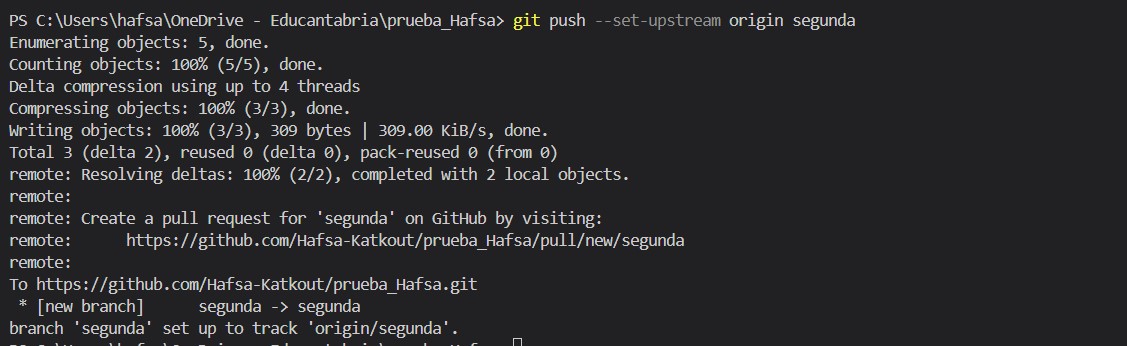 PS C:\Users\hafsa\OneDrive - Educantabria\prueba_Hafsa> git push --set-upstream origin segunda
Enumerating objects: 5, done.
Counting objects: 100% (5/5), done.
Delta compression using up to 4 threads
Compressing objects: 100% (3/3), done.
Writing objects: 100% (3/3), 309 bytes | 309.00 KiB/s, done.
Total 3 (delta 2), reused 0 (delta 0), pack-reused 0 (from 0)
remote: Resolving deltas: 100% (2/2), completed with 2 local objects.
remote:
remote: Create a pull request for 'segunda' on GitHub by visiting:
remote:      https://github.com/Hafsa-Katkout/prueba_Hafsa/pull/new/segunda
remote:
To https://github.com/Hafsa-Katkout/prueba_Hafsa.git
 * [new branch]      segunda -> segunda
branch 'segunda' set up to track 'origin/segunda'.